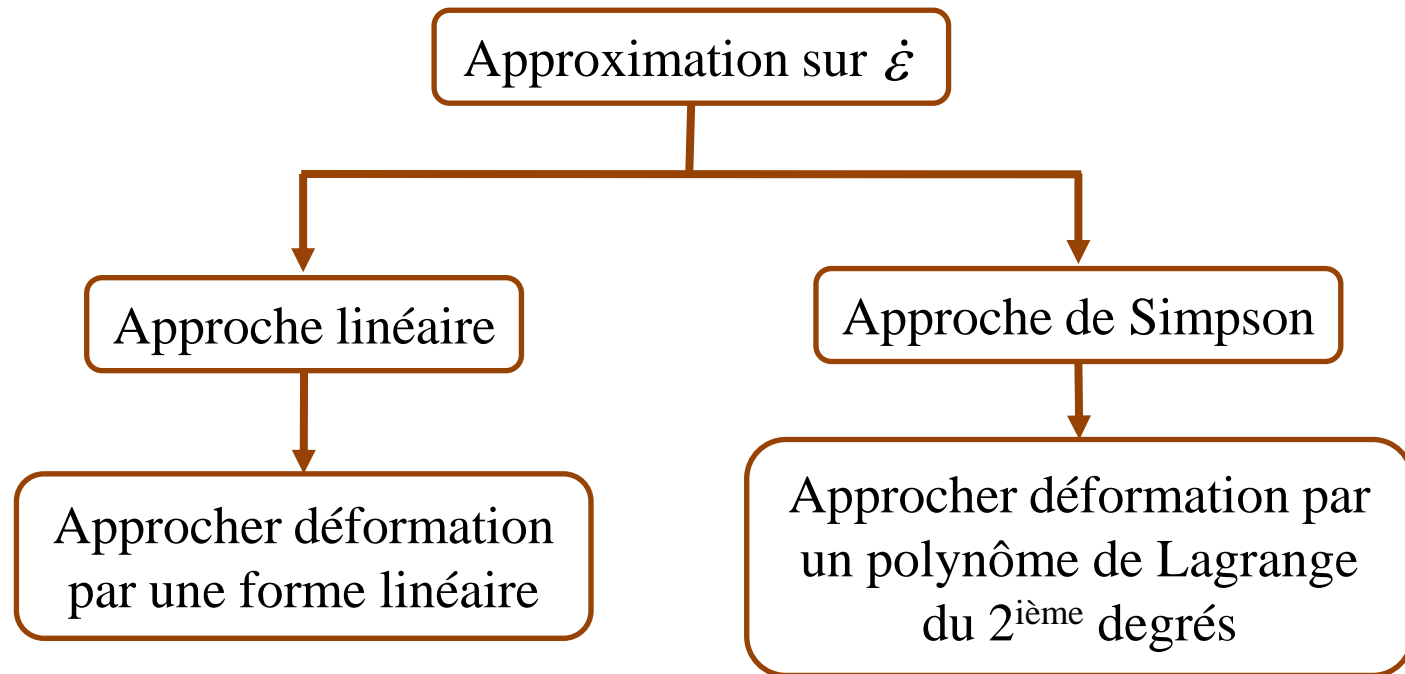 Approximation sur ε̇
Approche linéaire
Approche de Simpson
Approcher déformation
par une forme linéaire
Approcher déformation par
un polynôme de Lagrange
du 2ième degrés